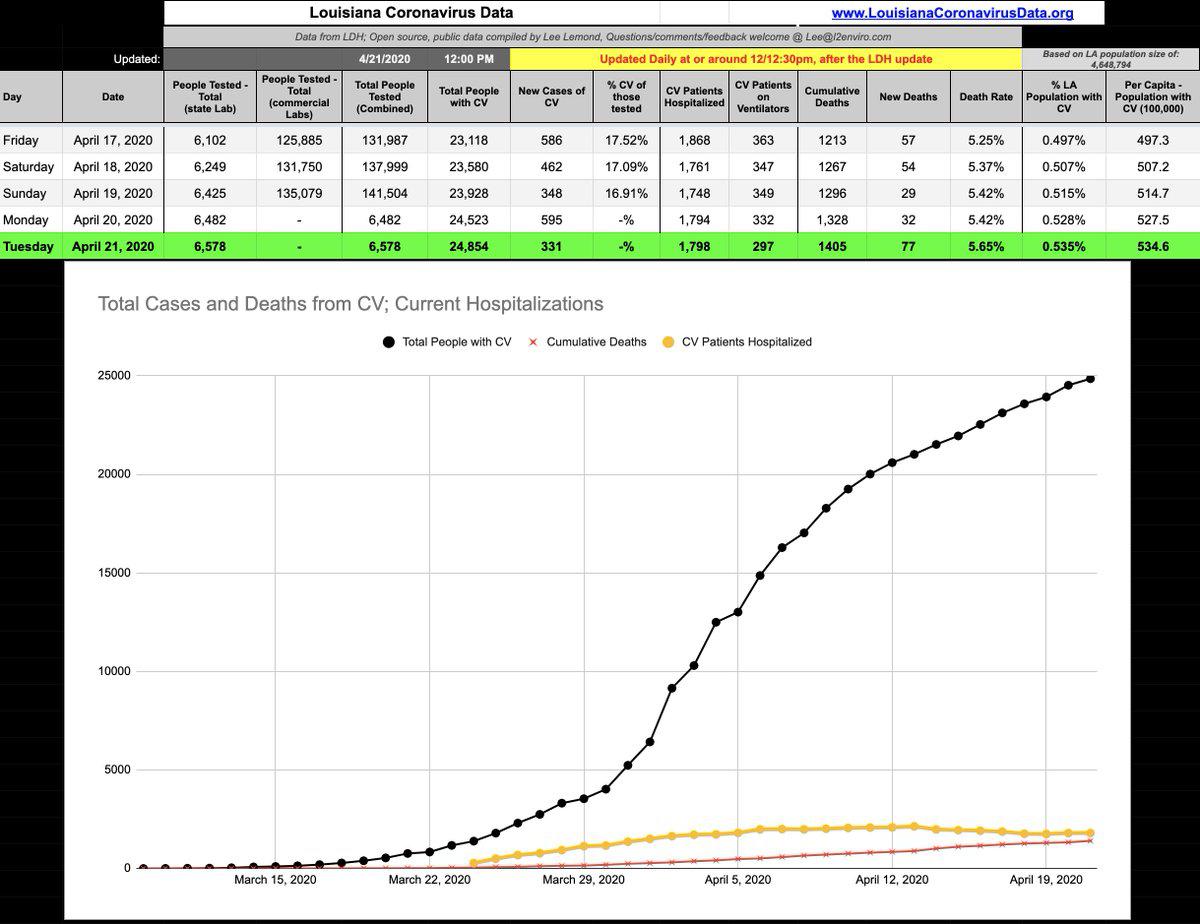 Louisiana Coronavirus Data www.LouisianaCoronavirusData.org
Data from LDH; Open source, public data compiled by Lee Lemond, Questions/comments/feedback welcome @ Lee@l2enviro.com
Updated: 4/21/2020 12:00 PM Updated Daily at or around 12/12:30pm, after the LDH update Based on LA population size of: 4,648,794
Day Date People Tested - Total (state Lab) People Tested - Total (commercial Labs) Total People Tested (Combined) Total People with CV New Cases of CV % CV of those tested CV Patients Hospitalized CV Patients on Ventilators Cumulative Deaths New Deaths Death Rate % LA Population with CV Per Capita - Population with CV (100,000)
Friday April 17, 2020 6,102 125,885 131,987 23,118 586 17.52% 1,868 363 1213 57 5.25% 0.497% 497.3
Saturday April 18, 2020 6,249 131,750 137,999 23,580 462 17.09% 1,761 347 1267 54 5.37% 0.507% 507.2
Sunday April 19, 2020 6,425 135,079 141,504 23,928 348 16.91% 1,748 349 1296 29 5.42% 0.515% 514.7
Monday April 20, 2020 6,482 - 6,482 24,523 595 -% 1,794 332 1,328 32 5.42% 0.528% 527.5
Tuesday April 21, 2020 6,578 - 6,578 24,854 331 -% 1,798 297 1405 77 5.65% 0.535% 534.6
Total Cases and Deaths from CV; Current Hospitalizations
Total People with CV Cumulative Deaths CV Patients Hospitalized
25000
20000
15000
10000
5000
0
March 15, 2020 March 22, 2020 March 29, 2020 April 5, 2020 April 12, 2020 April 19, 2020